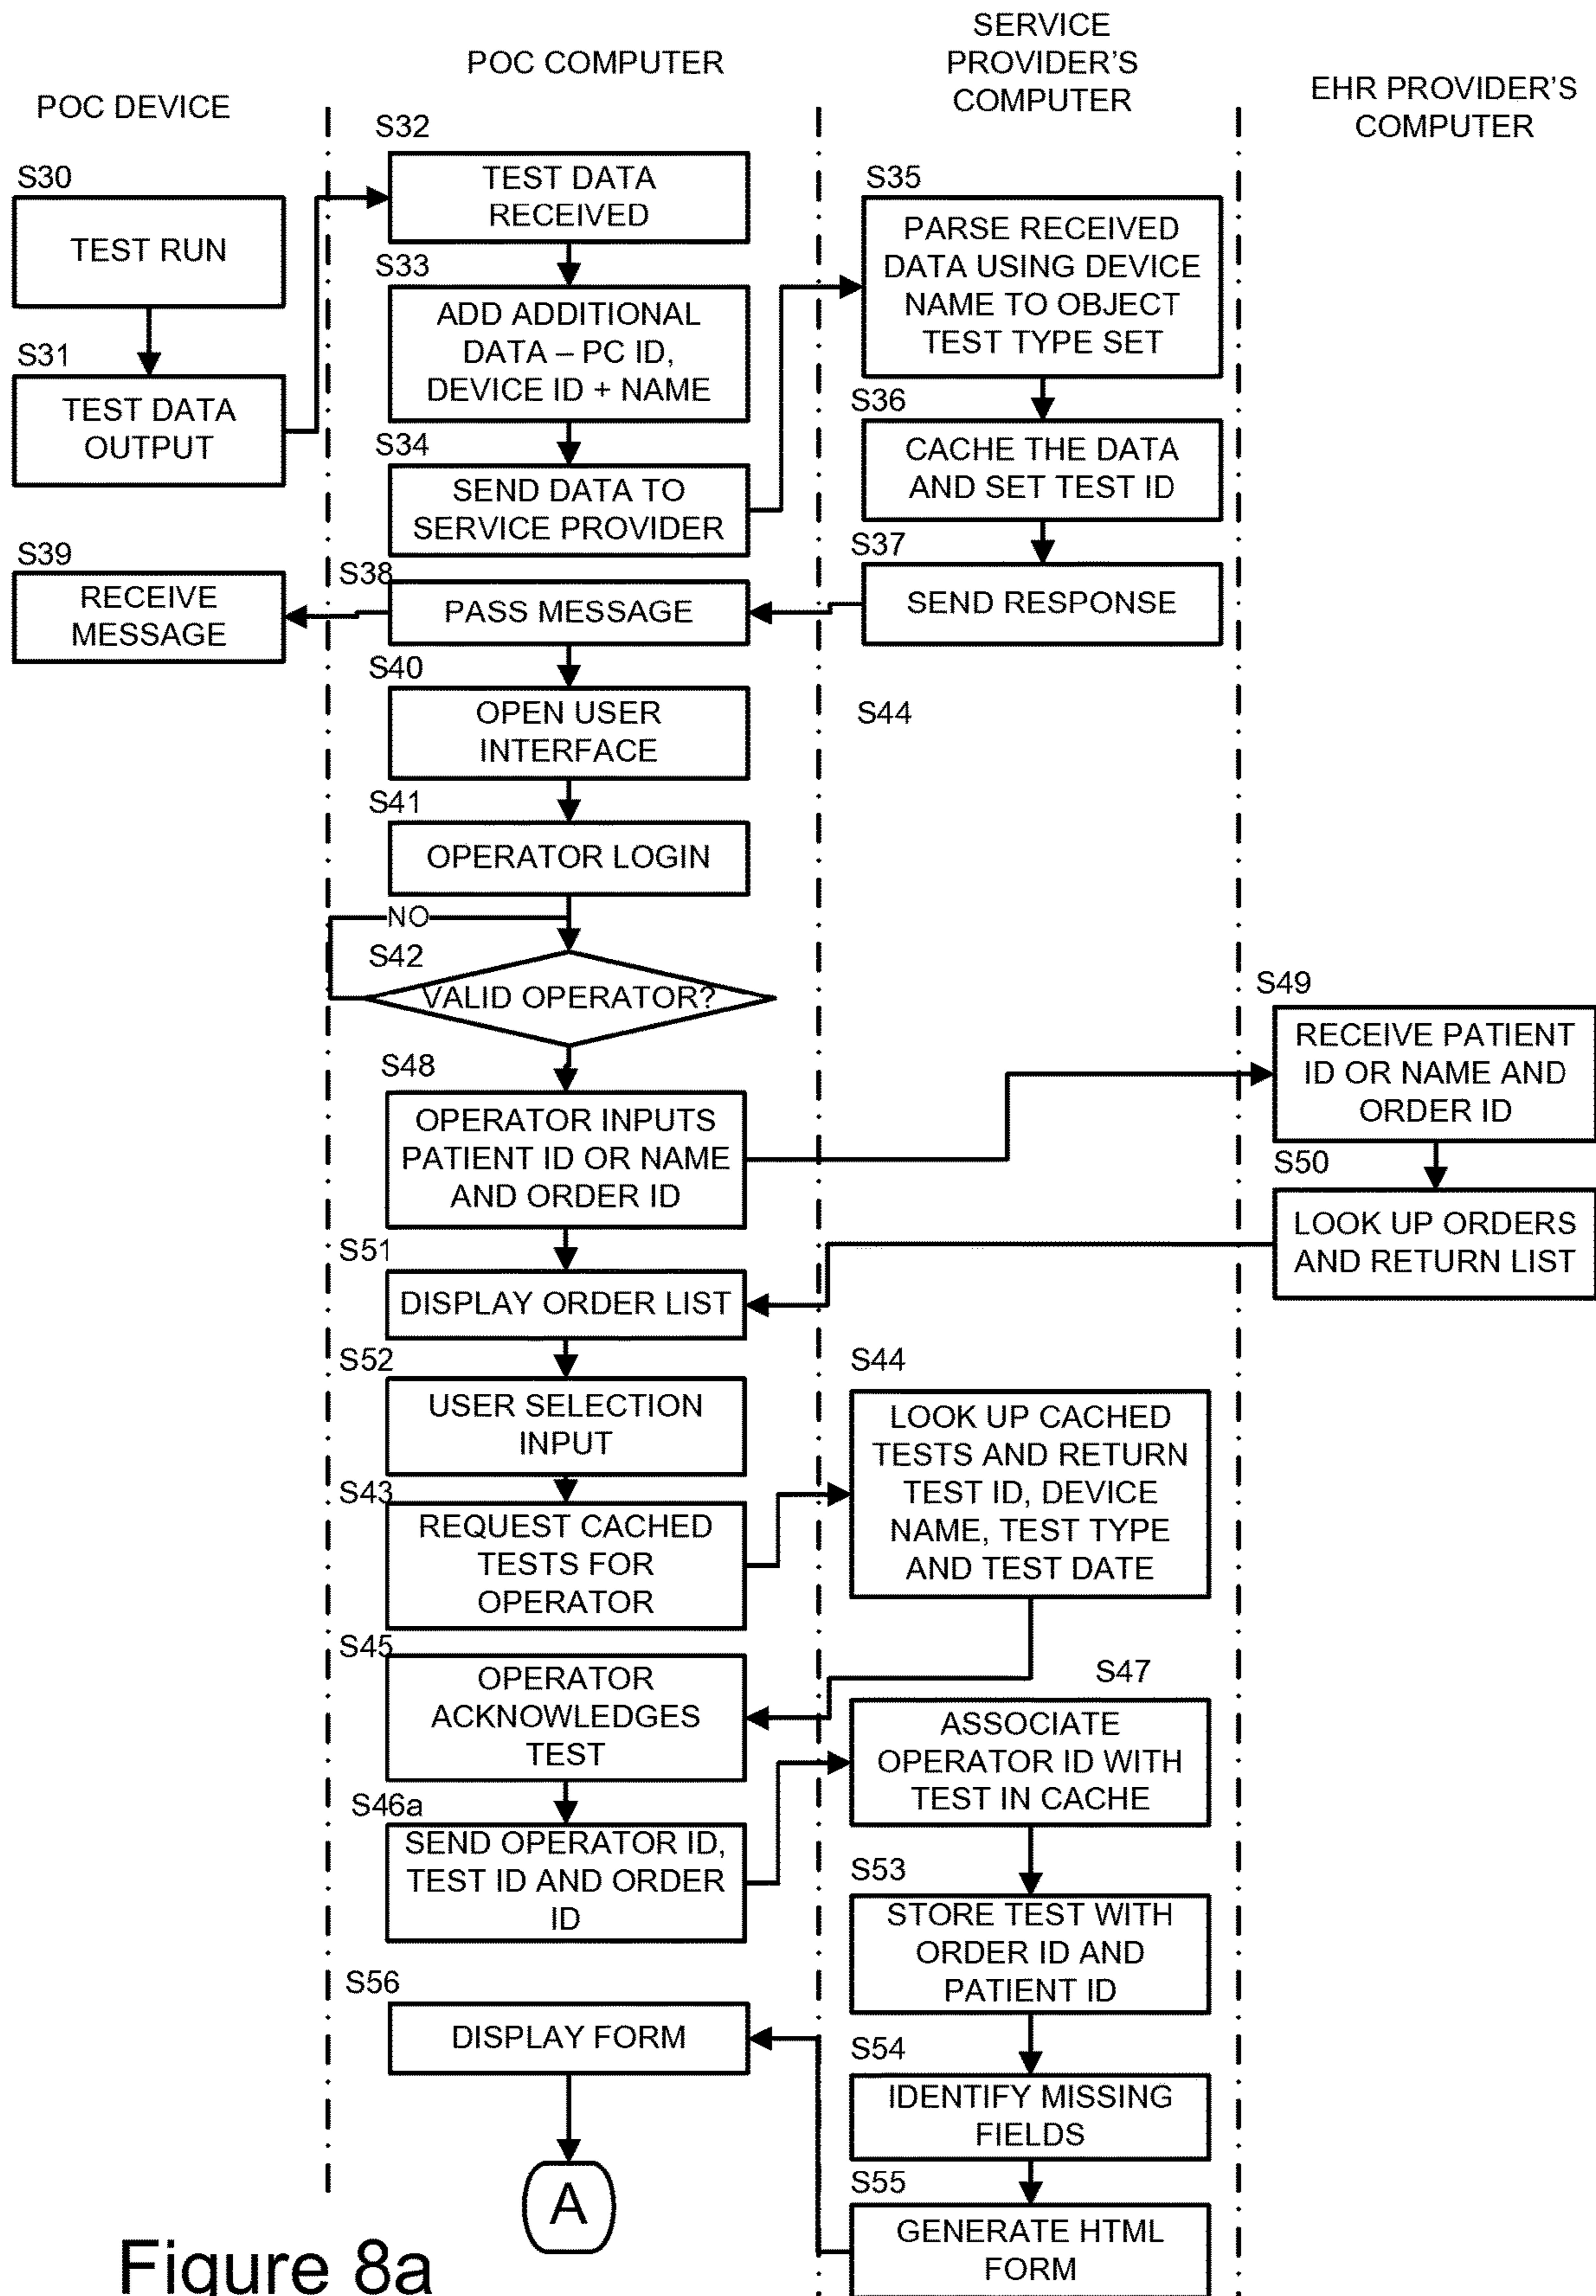 POC DEVICE
POC COMPUTER
SERVICE
PROVIDER'S
COMPUTER
EHR PROVIDER'S
COMPUTER
S30
TEST RUN
S31
TEST DATA
OUTPUT
S32
TEST DATA
RECEIVED
S33
ADD ADDITIONAL
DATA – PC ID,
DEVICE ID + NAME
S34
SEND DATA TO
SERVICE PROVIDER
S35
PARSE RECEIVED
DATA USING DEVICE
NAME TO OBJECT
TEST TYPE SET
S36
CACHE THE DATA
AND SET TEST ID
S37
SEND RESPONSE
S38
PASS MESSAGE
S39
RECEIVE
MESSAGE
S40
OPEN USER
INTERFACE
S44
S41
OPERATOR LOGIN
NO
S42
VALID OPERATOR?
S48
OPERATOR INPUTS
PATIENT ID OR NAME
AND ORDER ID
S49
RECEIVE PATIENT
ID OR NAME AND
ORDER ID
S50
LOOK UP ORDERS
AND RETURN LIST
S51
DISPLAY ORDER LIST
S52
USER SELECTION
INPUT
S43
REQUEST CACHED
TESTS FOR
OPERATOR
S44
LOOK UP CACHED
TESTS AND RETURN
TEST ID, DEVICE
NAME, TEST TYPE
AND TEST DATE
S45
OPERATOR
ACKNOWLEDGES
TEST
S46a
SEND OPERATOR ID,
TEST ID AND ORDER
ID
S47
ASSOCIATE
OPERATOR ID WITH
TEST IN CACHE
S53
STORE TEST WITH
ORDER ID AND
PATIENT ID
S54
IDENTIFY MISSING
FIELDS
S55
GENERATE HTML
FORM
S56
DISPLAY FORM
A
Figure 8a